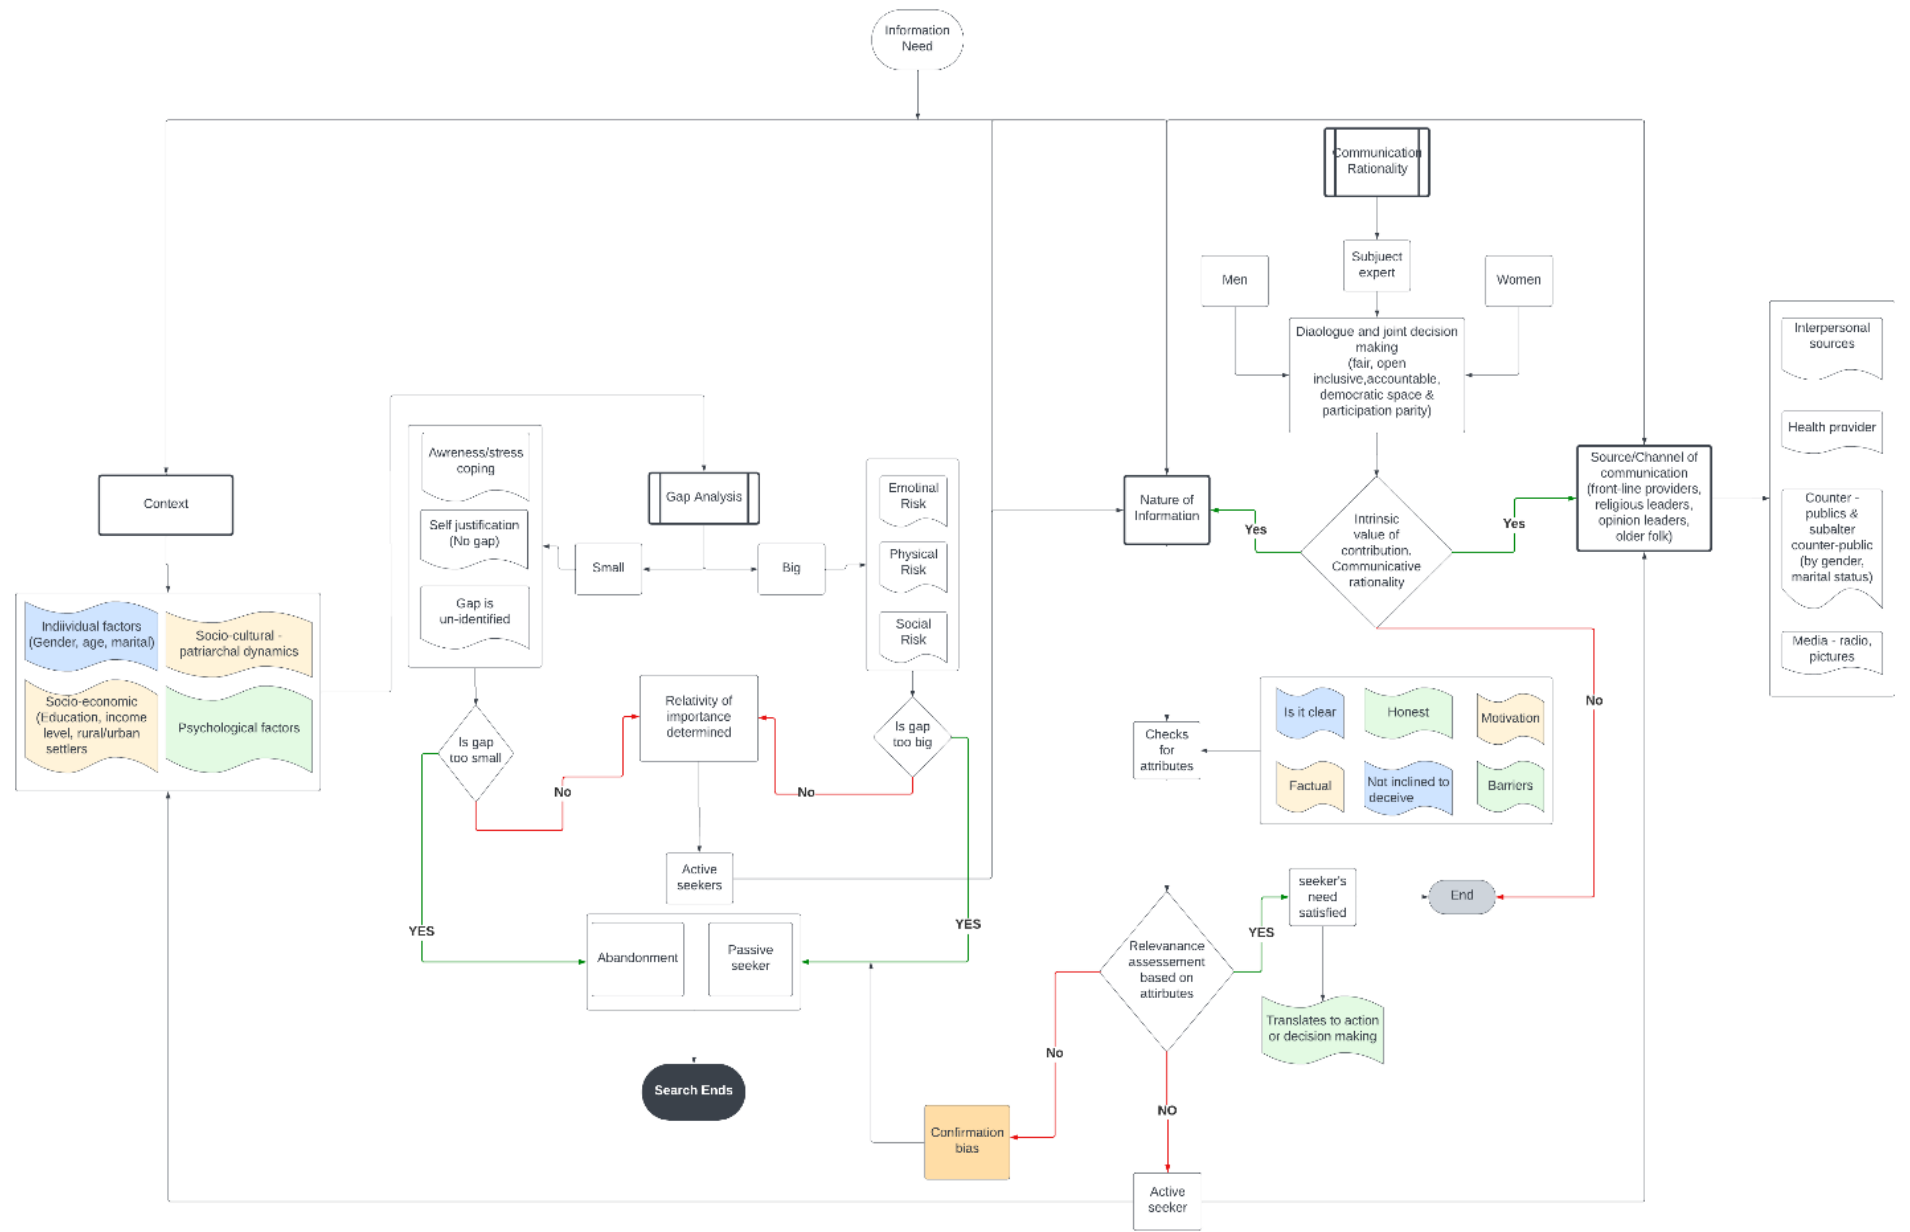 Information
Need
Communication
Rationality
Subjuect
expert
Men
Women
Diaologue and joint decision
making
(fair, open
inclusive,accountable,
democratic space &
participation parity)
Interpersonal
sources
Health provider
Counter -
publics &
subalter
counter-public
(by gender,
marital status)
Media - radio,
pictures
Source/Channel of
communication
(front-line providers,
religious leaders,
opinion leaders,
older folk)
Nature of
Information
Yes
Intrinsic
value of
contribution.
Communicative
rationality
Yes
No
Context
Indiividual factors
(Gender, age, marital)
Socio-cultural -
patriarchal dynamics
Socio-economic
(Education, income
level, rural/urban
settlers
Psychological factors
Awreness/stress
coping
Self justification
(No gap)
Gap is
un-identified
Gap Analysis
Small
Big
Emotinal
Risk
Physical
Risk
Social
Risk
Is gap
too small
Relativity of
importance
determined
Is gap
too big
No
No
Active
seekers
YES
YES
Abandonment
Passive
seeker
Search Ends
Checks
for
attributes
Is it clear
Honest
Motivation
Factual
Not inclined to
deceive
Barriers
seeker's
need
satisfied
End
YES
Relevanance
assessement
based on
attirbutes
Translates to action
or decision making
No
NO
Confirmation
bias
Active
seeker